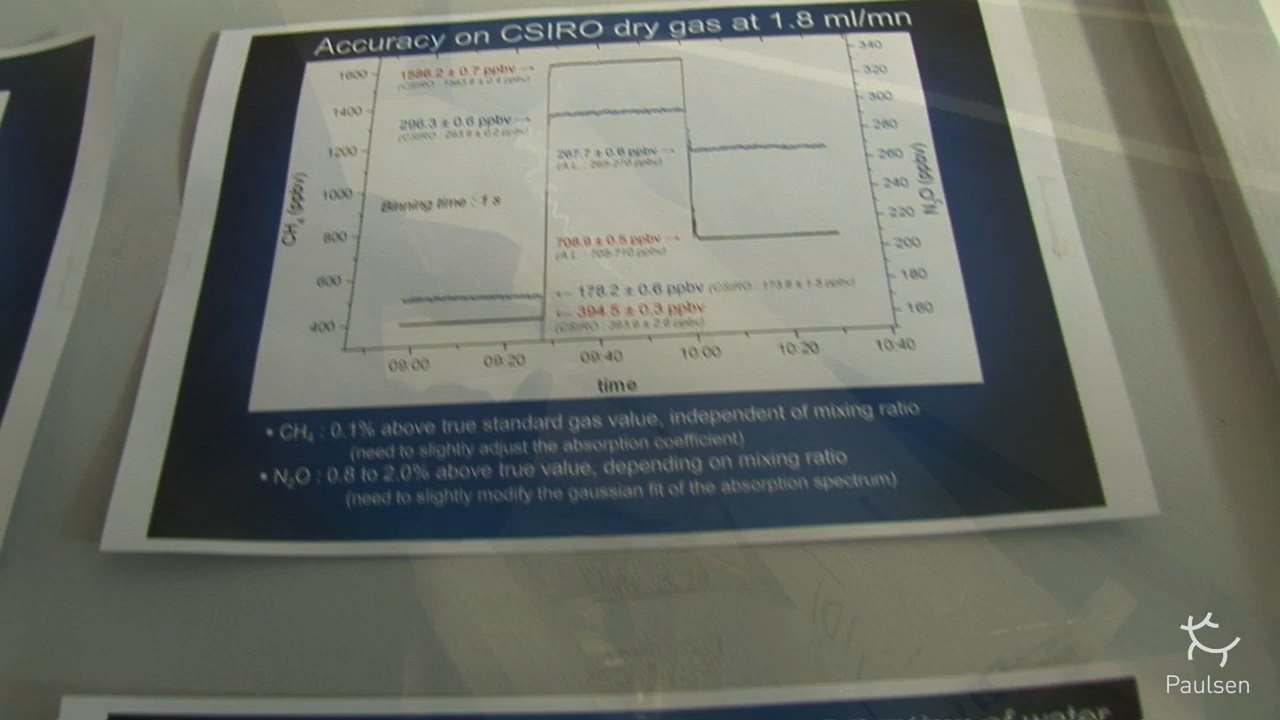 Accuracy on CSIRO dry gas at 1.8 ml/mn
1600
1400
1200
1000
800
600
400
CH4 (ppbv)
340
320
300
280
260
240
220
200
180
160
N2O (ppbv)
1586.2 ± 0.7 ppbv →
296.3 ± 0.6 ppbv →
267.7 ± 0.6 ppbv →
Binning time : 1 s
708.9 ± 0.5 ppbv →
← 178.2 ± 0.6 ppbv (CSIRO :
← 394.5 ± 0.3 ppbv
09:00 09:20 09:40 10:00 10:20 10:40
time
• CH4 : 0.1% above true standard gas value, independent of mixing ratio
(need to slightly adjust the absorption coefficient)
• N2O : 0.8 to 2.0% above true value, depending on mixing ratio
(need to slightly modify the gaussian fit of the absorption spectrum)
of water
Paulsen